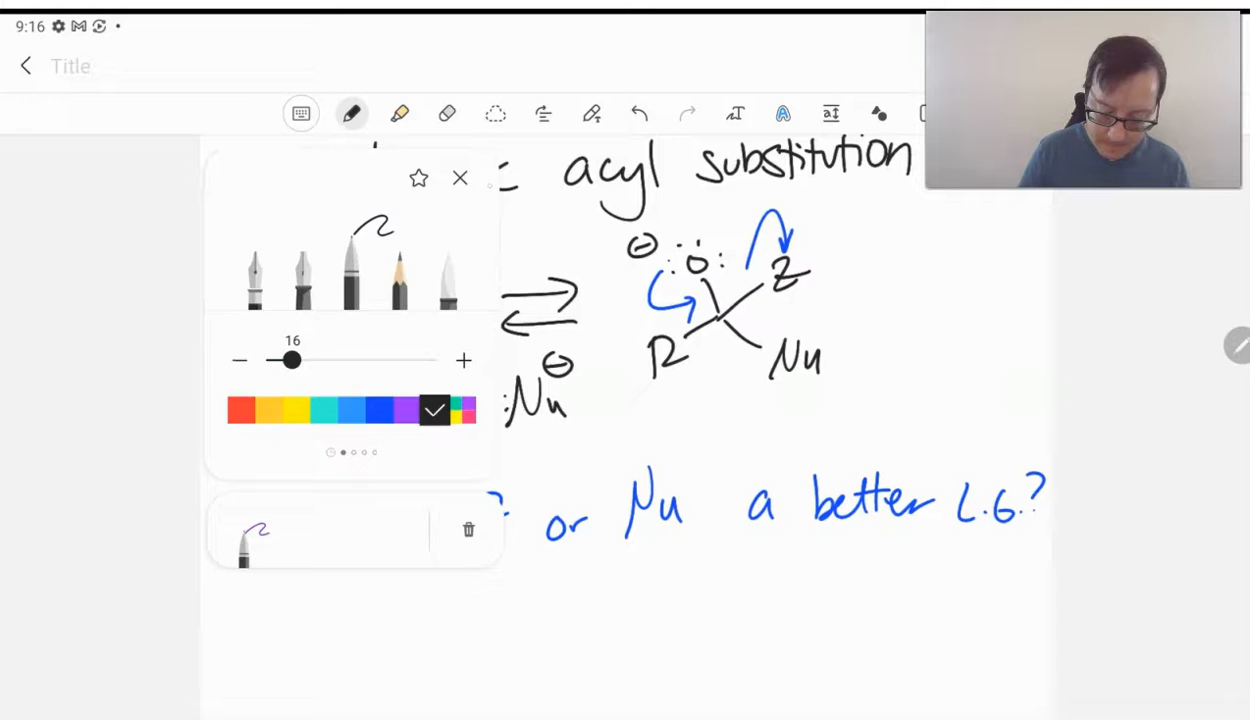 9:16
Title
acyl substitution
⊖ :Ö: Z
R Nu
⊖
:Nu
16
or Nu a better L.G.?